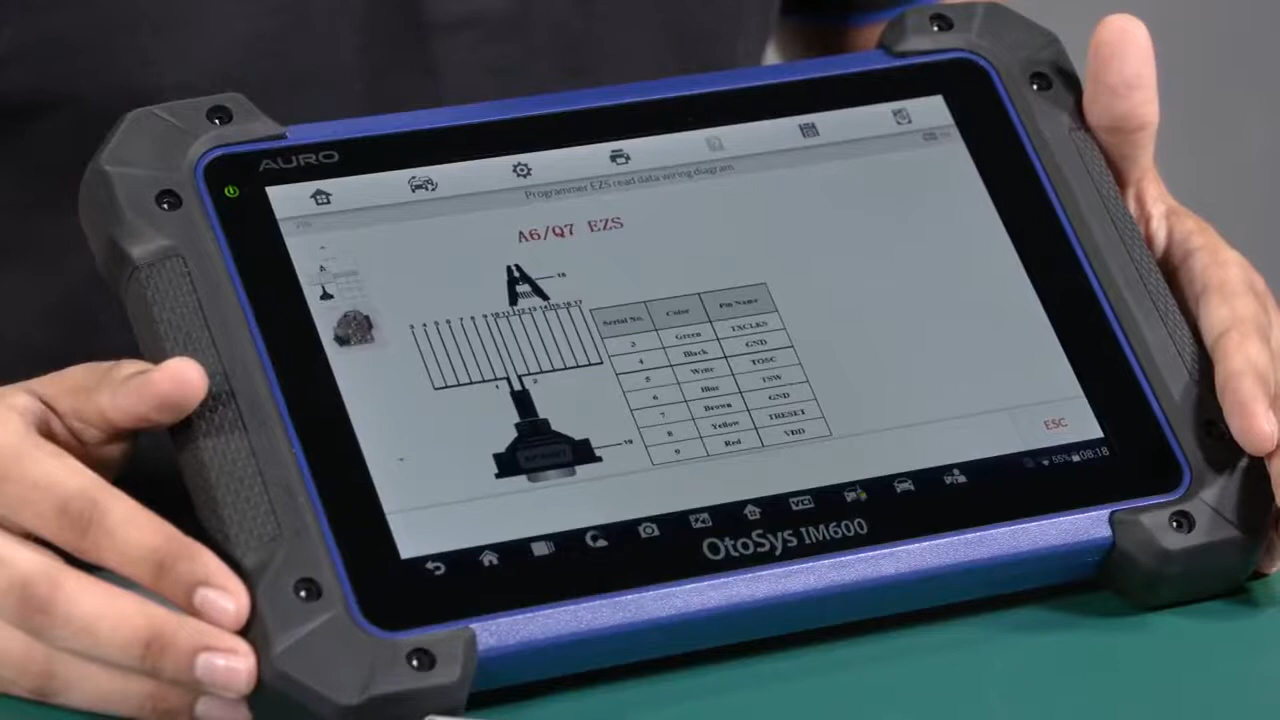 AURO
Programmer EZS read data wiring diagram
A6/Q7 EZS
18
3 4 5 6 7 8 9 10 11 12 13 14 15 16 17
1 2
19
Serial No. Color Pin Name
3 Green TXCLKS
4 Black GND
5 Write TOSC
6 Blue TSW
7 Brown GND
8 Yellow TRESET
9 Red VDD
ESC
VCI
55% 08:18
OtoSys IM600